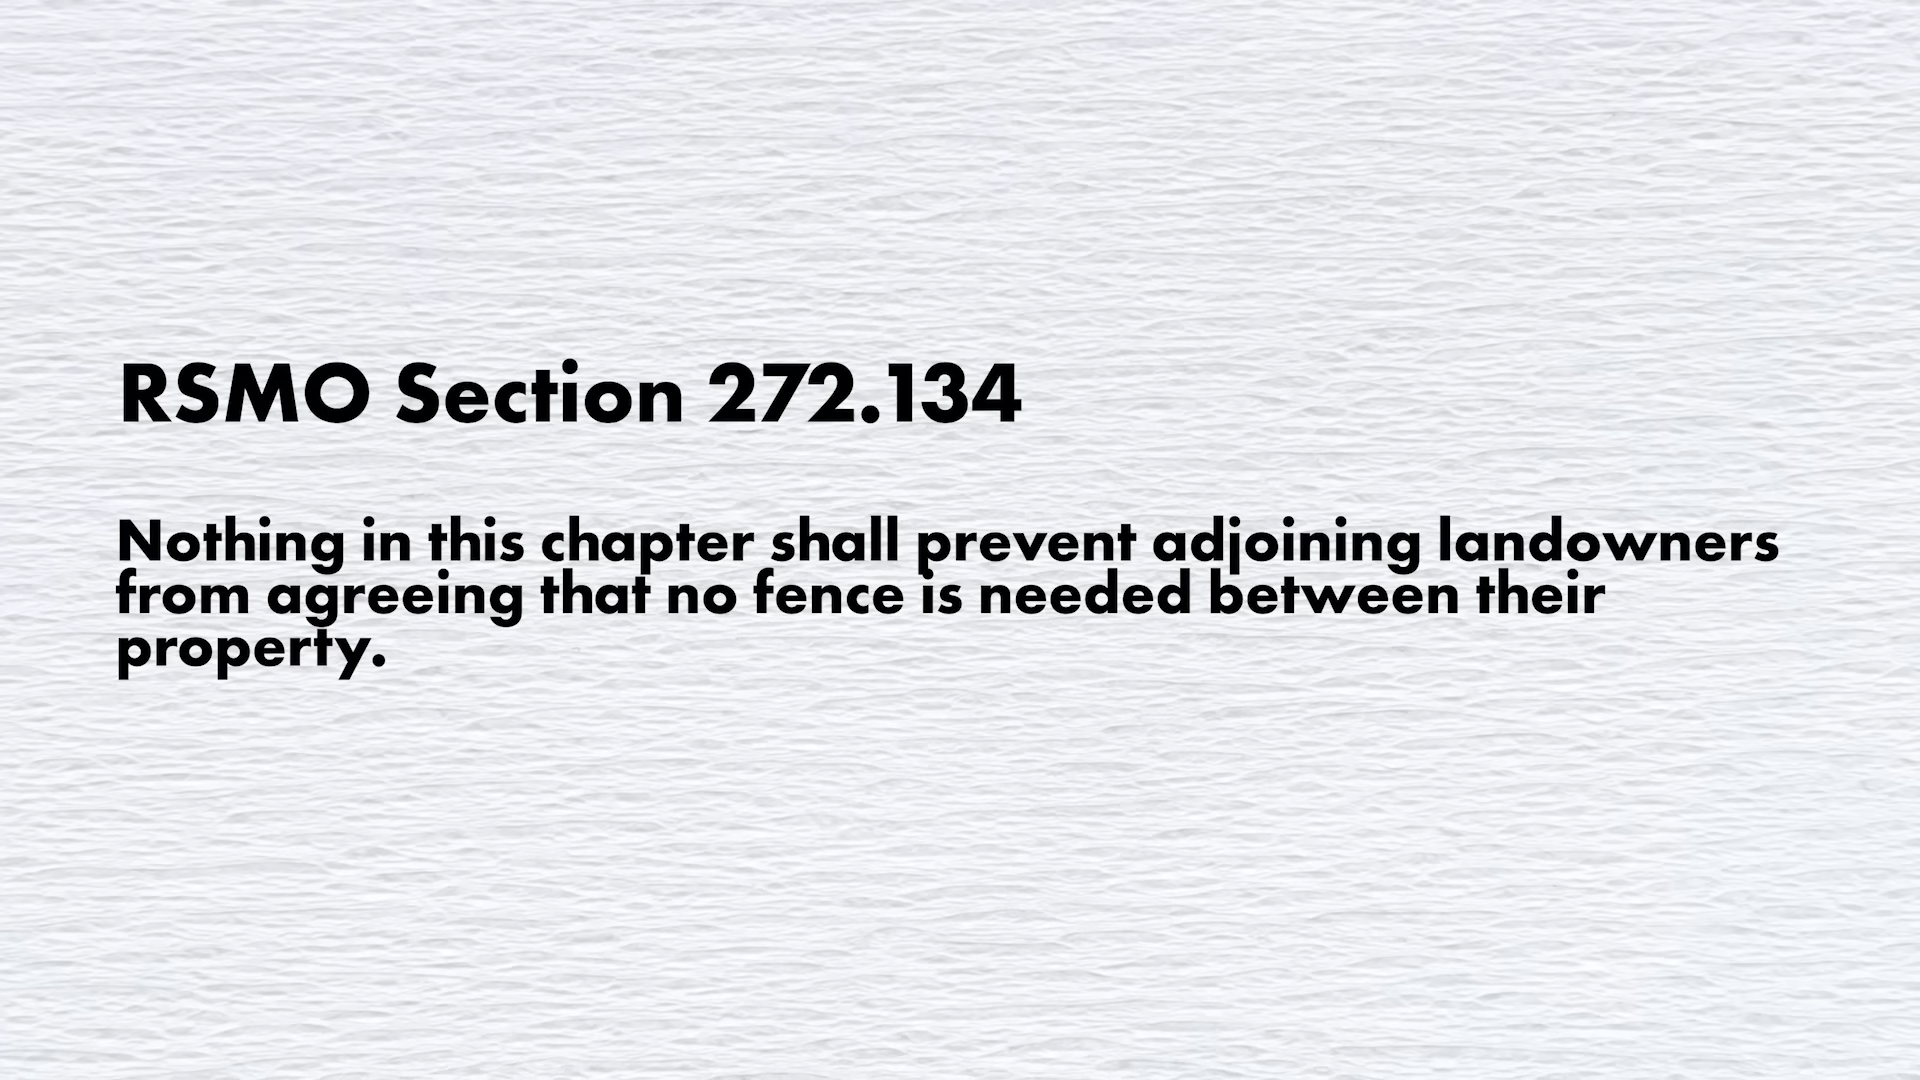 RSMO Section 272.134
Nothing in this chapter shall prevent adjoining landowners
from agreeing that no fence is needed between their
property.